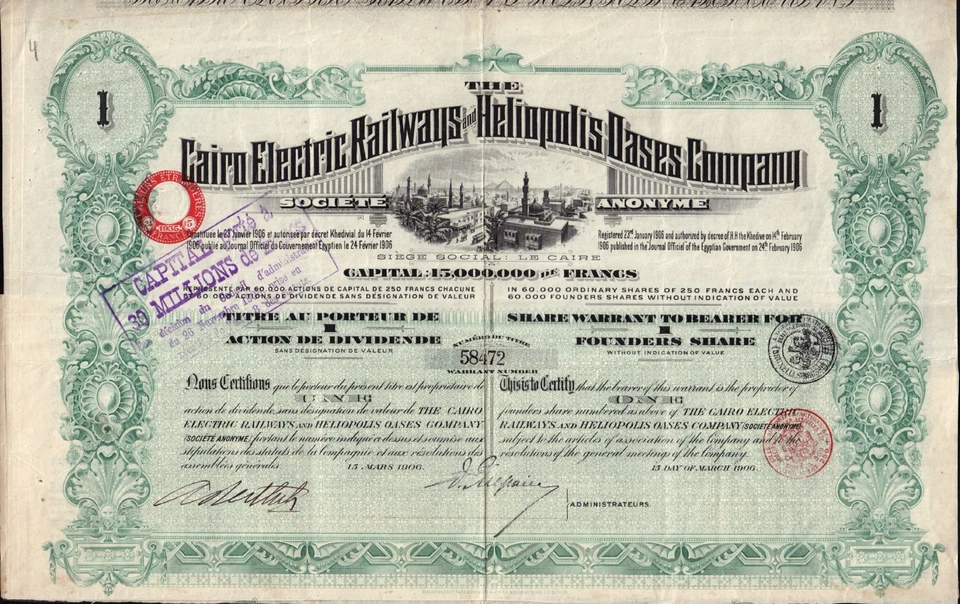 4
1
1
THE
Cairo Electric Railways and Heliopolis Oases Company
SOCIÉTÉ ANONYME
Constituée le 23 Janvier 1906 et autorisée par décret Khedivial du 14 Février
1906 publié au Journal Officiel du Gouvernement Egyptien le 24 Février 1906
Registered 23rd January 1906 and authorized by decree of H.H. the Khedive on 14th February
1906 published in the Journal Officiel of the Egyptian Government on 24th February 1906
SIEGE SOCIAL: LE CAIRE
CAPITAL: 15,000,000 DE FRANCS
REPRÉSENTÉ PAR 60.000 ACTIONS DE CAPITAL DE 250 FRANCS CHACUNE
60.000 ACTIONS DE DIVIDENDE SANS DÉSIGNATION DE VALEUR
IN 60.000 ORDINARY SHARES OF 250 FRANCS EACH AND
60.000 FOUNDERS SHARES WITHOUT INDICATION OF VALUE
CAPITAL
30 MILLIONS de
TITRE AU PORTEUR DE
1
ACTION DE DIVIDENDE
SANS DÉSIGNATION DE VALEUR
NUMÉRO DU TITRE
58472
WARRANT NUMBER
SHARE WARRANT TO BEARER FOR
1
FOUNDERS SHARE
WITHOUT INDICATION OF VALUE
Nous Certifions que le porteur du présent titre est propriétaire de
UNE
action de dividende, sans désignation de valeur de THE CAIRO
ELECTRIC RAILWAYS AND HELIOPOLIS OASES COMPANY
(SOCIÉTÉ ANONYME) portant le numéro indiqué a dessus et soumise aux
stipulations des statuts de la Compagnie et aux résolutions des
assemblées générales
15 MARS 1906.
This is to Certify that the bearer of this warrant is the proprietor of
ONE
founders share numbered as above of THE CAIRO ELECTRIC
RAILWAYS AND HELIOPOLIS OASES COMPANY (SOCIÉTÉ ANONYME)
subject to the articles of association of the Company and to the
resolutions of the general meetings of the Company.
15 DAY OF MARCH 1906
ADMINISTRATEURS.